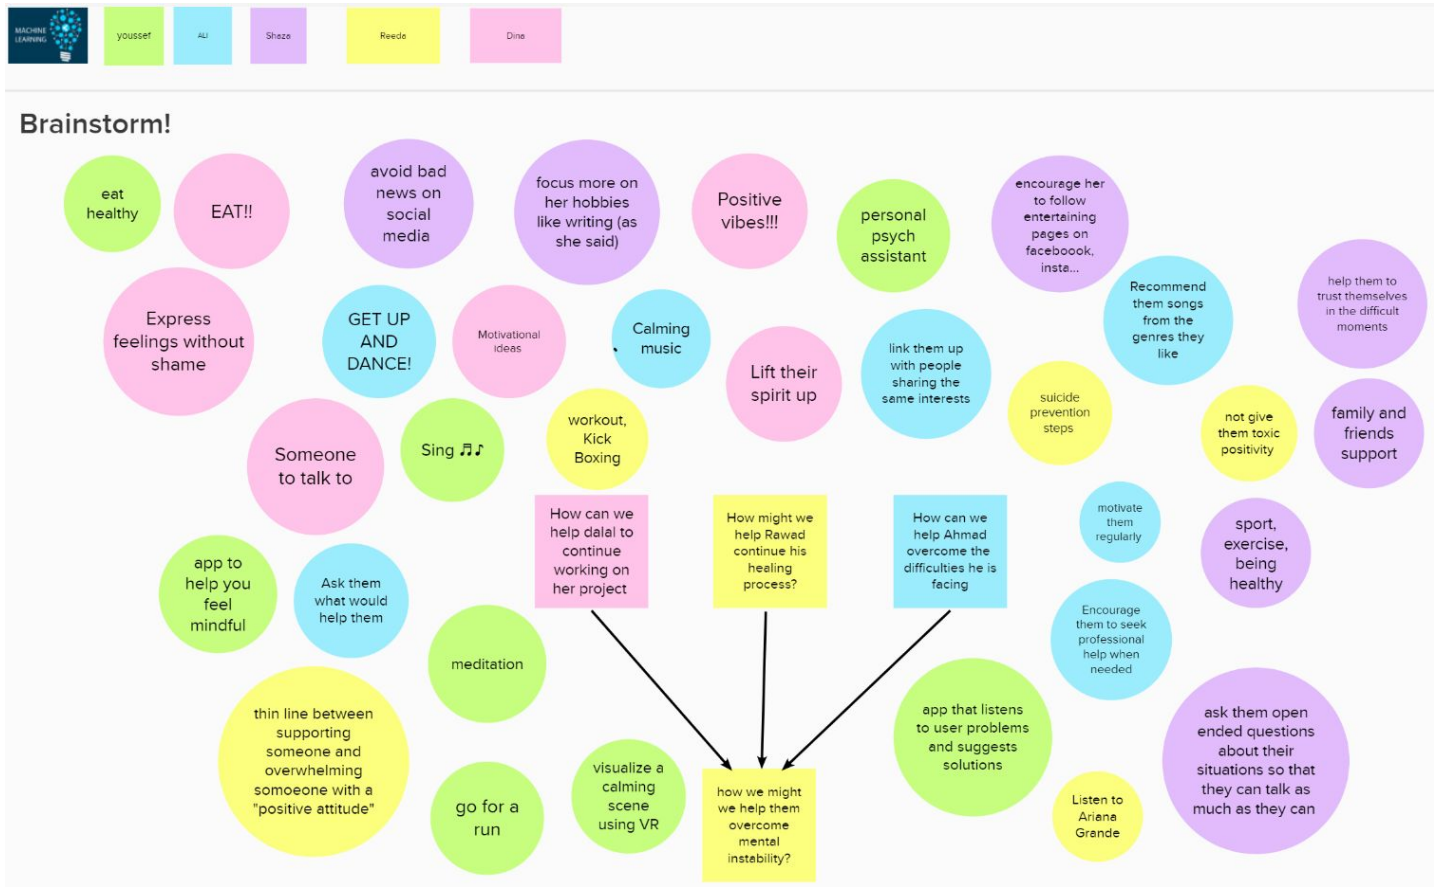 MACHINE
LEARNING
youssef
ALI
Shaza
Reeda
Dina
Brainstorm!
eat
healthy
EAT!!
avoid bad
news on
social
media
focus more on
her hobbies
like writing (as
she said)
Positive
vibes!!!
personal
psych
assistant
encourage her
to follow
entertaining
pages on
faceboook,
insta...
Recommend
them songs
from the
genres they
like
help them to
trust themselves
in the difficult
moments
Express
feelings without
shame
GET UP
AND
DANCE!
Motivational
ideas
Calming
music
Lift their
spirit up
link them up
with people
sharing the
same interests
suicide
prevention
steps
not give
them toxic
positivity
family and
friends
support
Someone
to talk to
Sing ♬♪
workout,
Kick
Boxing
How can we
help dalal to
continue
working on
her project
How might we
help Rawad
continue his
healing
process?
How can we
help Ahmad
overcome the
difficulties he is
facing
motivate
them
regularly
sport,
exercise,
being
healthy
app to
help you
feel
mindful
Ask them
what would
help them
meditation
Encourage
them to seek
professional
help when
needed
thin line between
supporting
someone and
overwhelming
somoeone with a
"positive attitude"
go for a
run
visualize a
calming
scene
using VR
how we might
we help them
overcome
mental
instability?
app that listens
to user problems
and suggests
solutions
Listen to
Ariana
Grande
ask them open
ended questions
about their
situations so that
they can talk as
much as they can